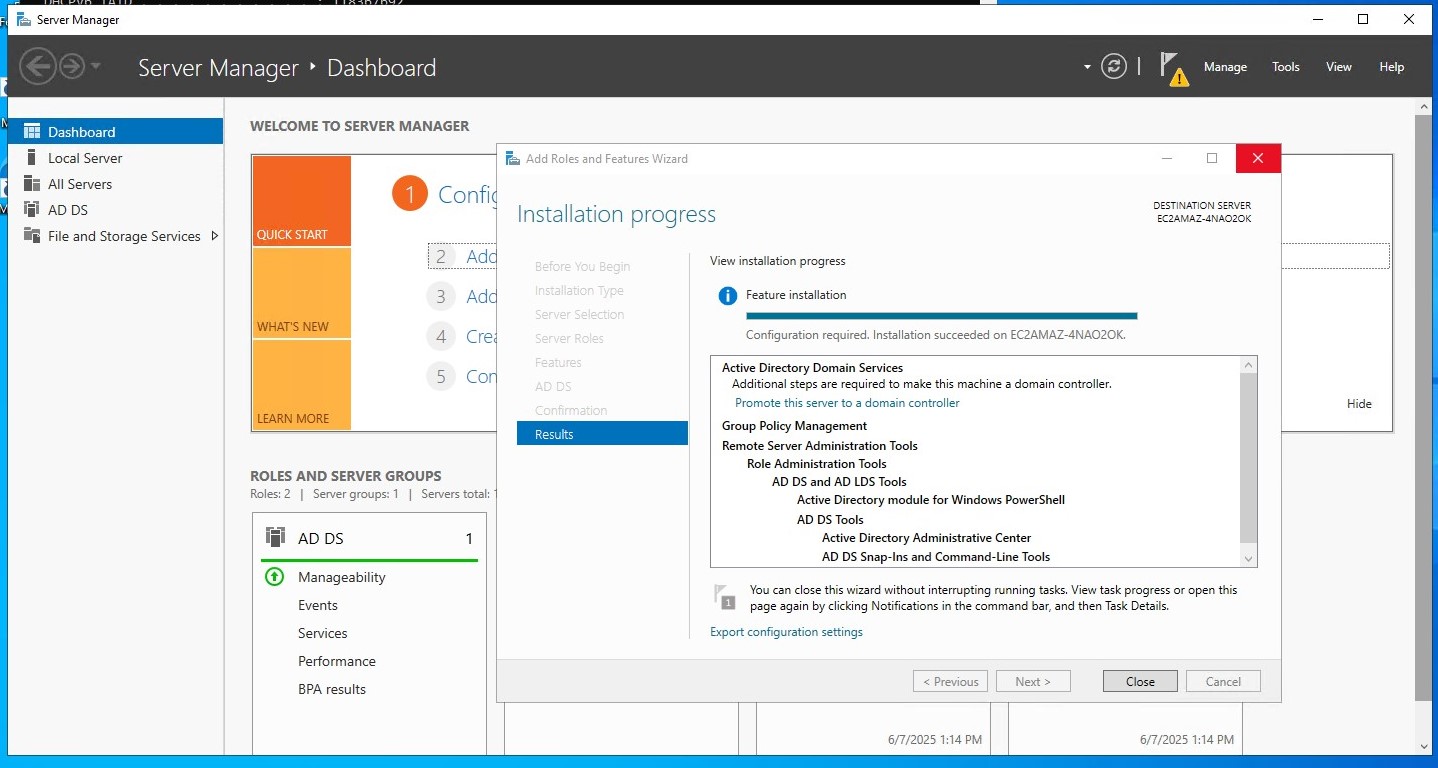 Server Manager
Server Manager ‣ Dashboard
Manage Tools View Help
Dashboard
Local Server
All Servers
AD DS
File and Storage Services
WELCOME TO SERVER MANAGER
QUICK START
WHAT'S NEW
LEARN MORE
1
2 Add
3 Add
4
5
Hide
ROLES AND SERVER GROUPS
Roles: 2 | Server groups: 1 | Servers total: 1
AD DS 1
Manageability
Events
Services
Performance
BPA results
6/7/2025 1:14 PM
6/7/2025 1:14 PM
Add Roles and Features Wizard
Installation progress
DESTINATION SERVER
EC2AMAZ-4NAO2OK
Before You Begin
Installation Type
Server Selection
Server Roles
Features
AD DS
Confirmation
Results
View installation progress
Feature installation
Configuration required. Installation succeeded on EC2AMAZ-4NAO2OK.
Active Directory Domain Services
Additional steps are required to make this machine a domain controller.
Promote this server to a domain controller
Group Policy Management
Remote Server Administration Tools
Role Administration Tools
AD DS and AD LDS Tools
Active Directory module for Windows PowerShell
AD DS Tools
Active Directory Administrative Center
AD DS Snap-Ins and Command-Line Tools
1
You can close this wizard without interrupting running tasks. View task progress or open this
page again by clicking Notifications in the command bar, and then Task Details.
Export configuration settings
< Previous Next > Close Cancel